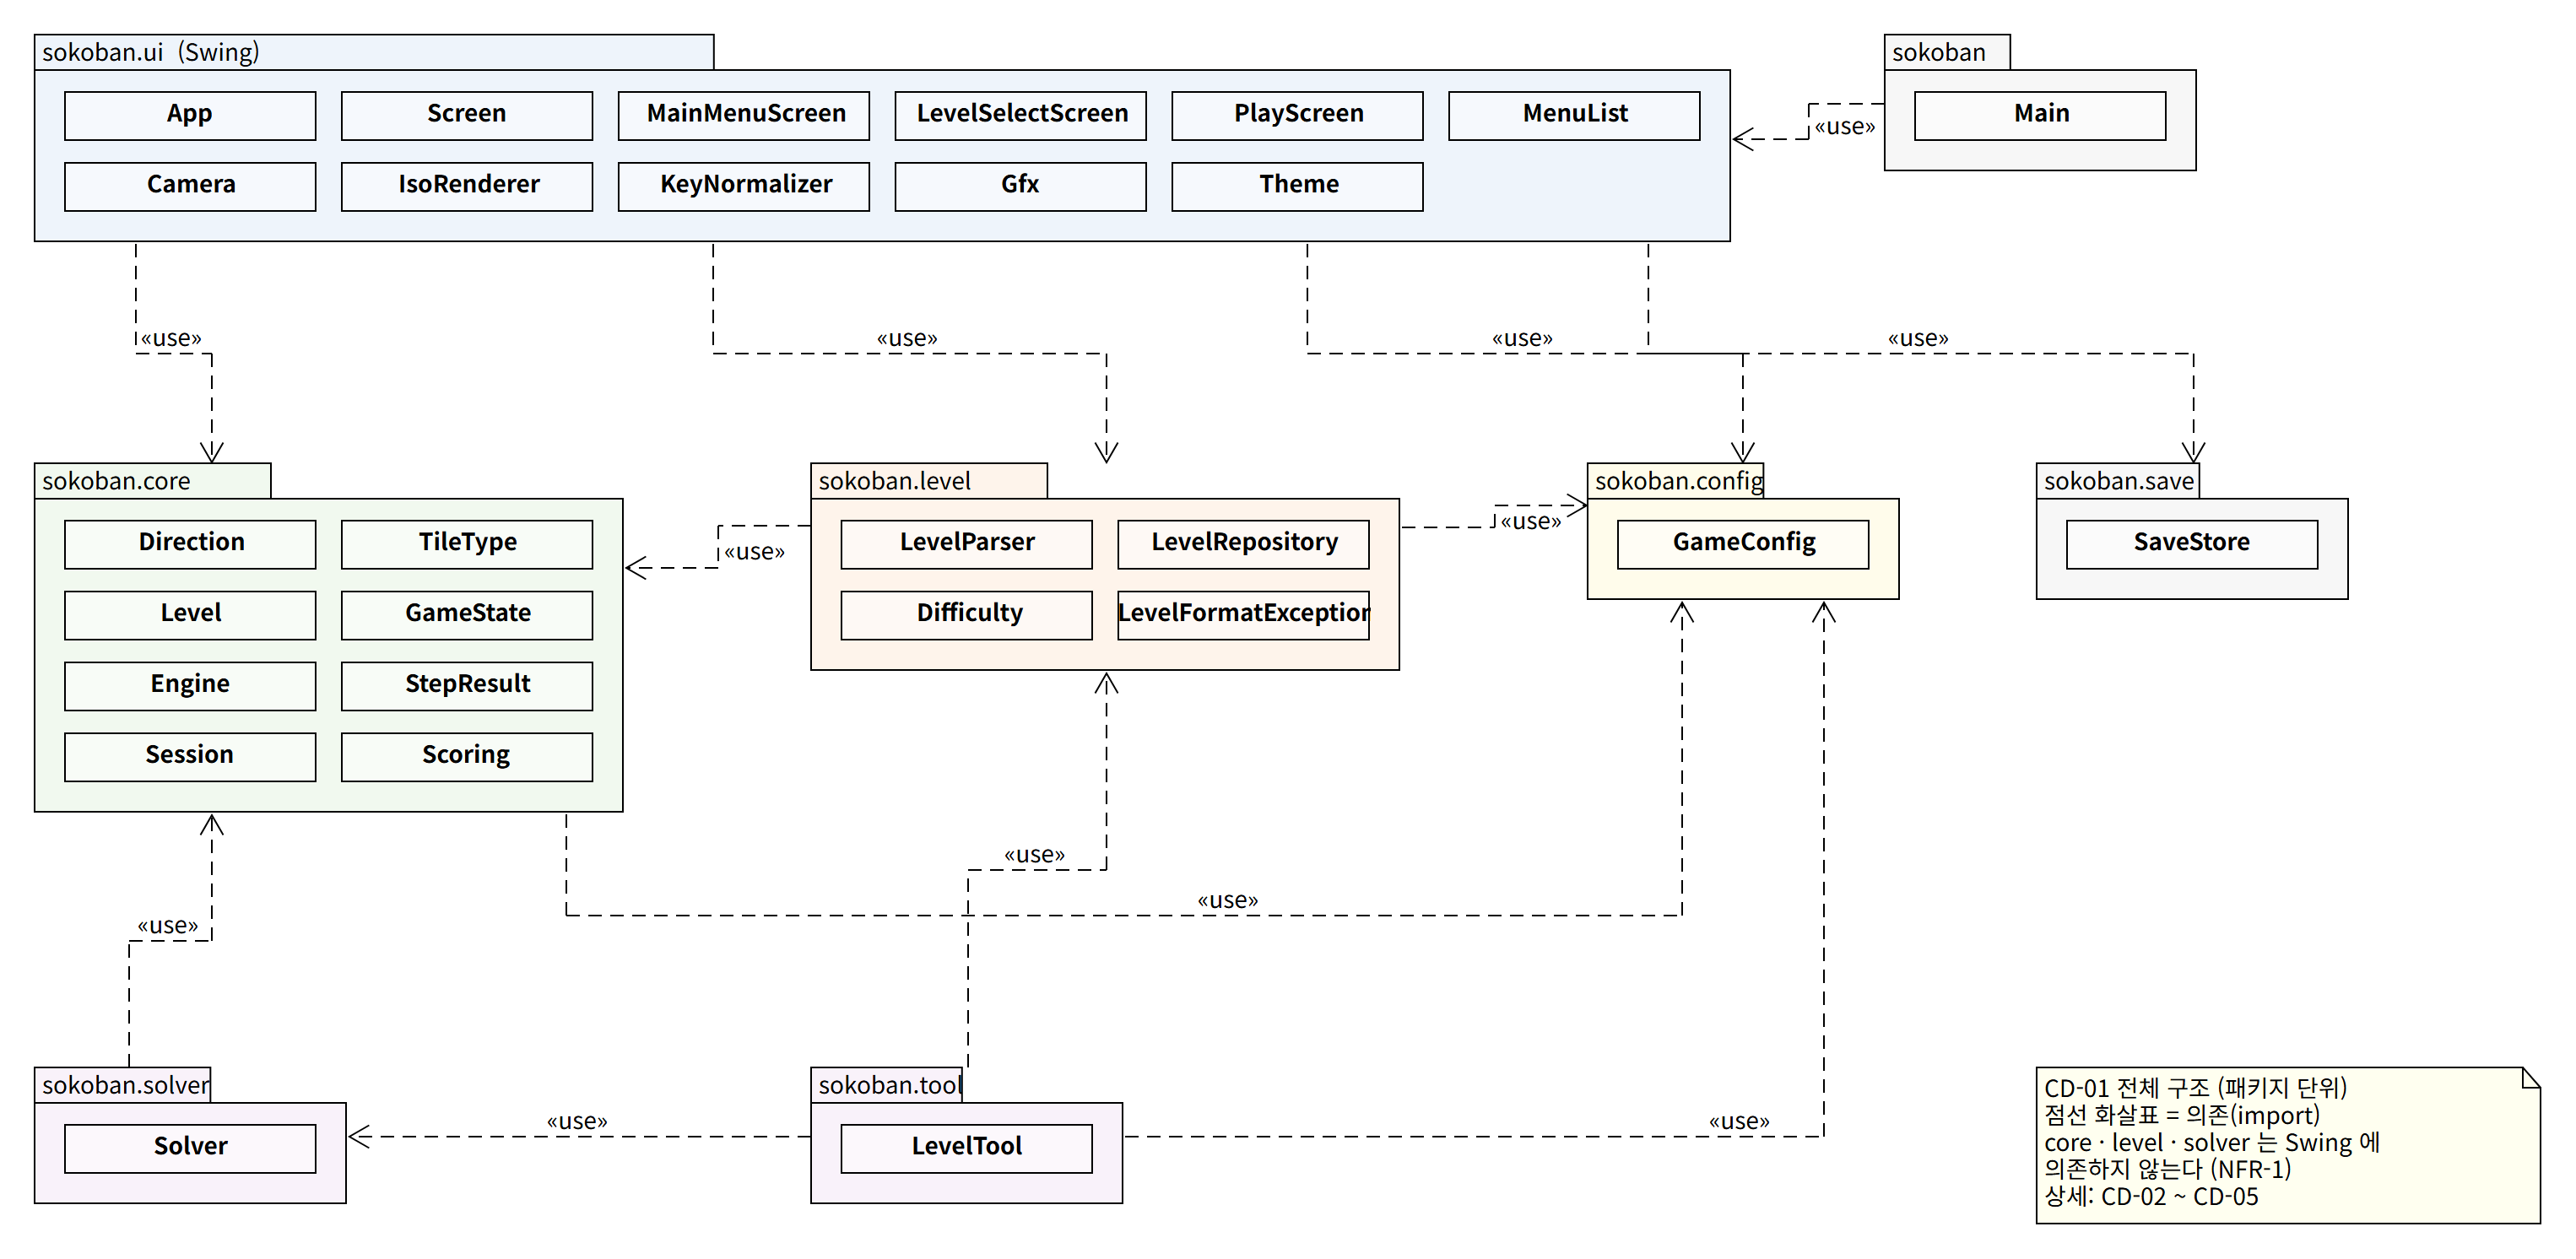 sokoban.ui (Swing)
App
Screen
MainMenuScreen
LevelSelectScreen
PlayScreen
MenuList
Camera
IsoRenderer
KeyNormalizer
Gfx
Theme
sokoban
Main
«use»
«use»
«use»
«use»
«use»
sokoban.core
Direction
TileType
Level
GameState
Engine
StepResult
Session
Scoring
«use»
sokoban.level
LevelParser
LevelRepository
Difficulty
LevelFormatException
«use»
sokoban.config
GameConfig
sokoban.save
SaveStore
«use»
«use»
«use»
sokoban.solver
Solver
«use»
sokoban.tool
LevelTool
«use»
CD-01 전체 구조 (패키지 단위)
점선 화살표 = 의존(import)
core · level · solver 는 Swing 에
의존하지 않는다 (NFR-1)
상세: CD-02 ~ CD-05